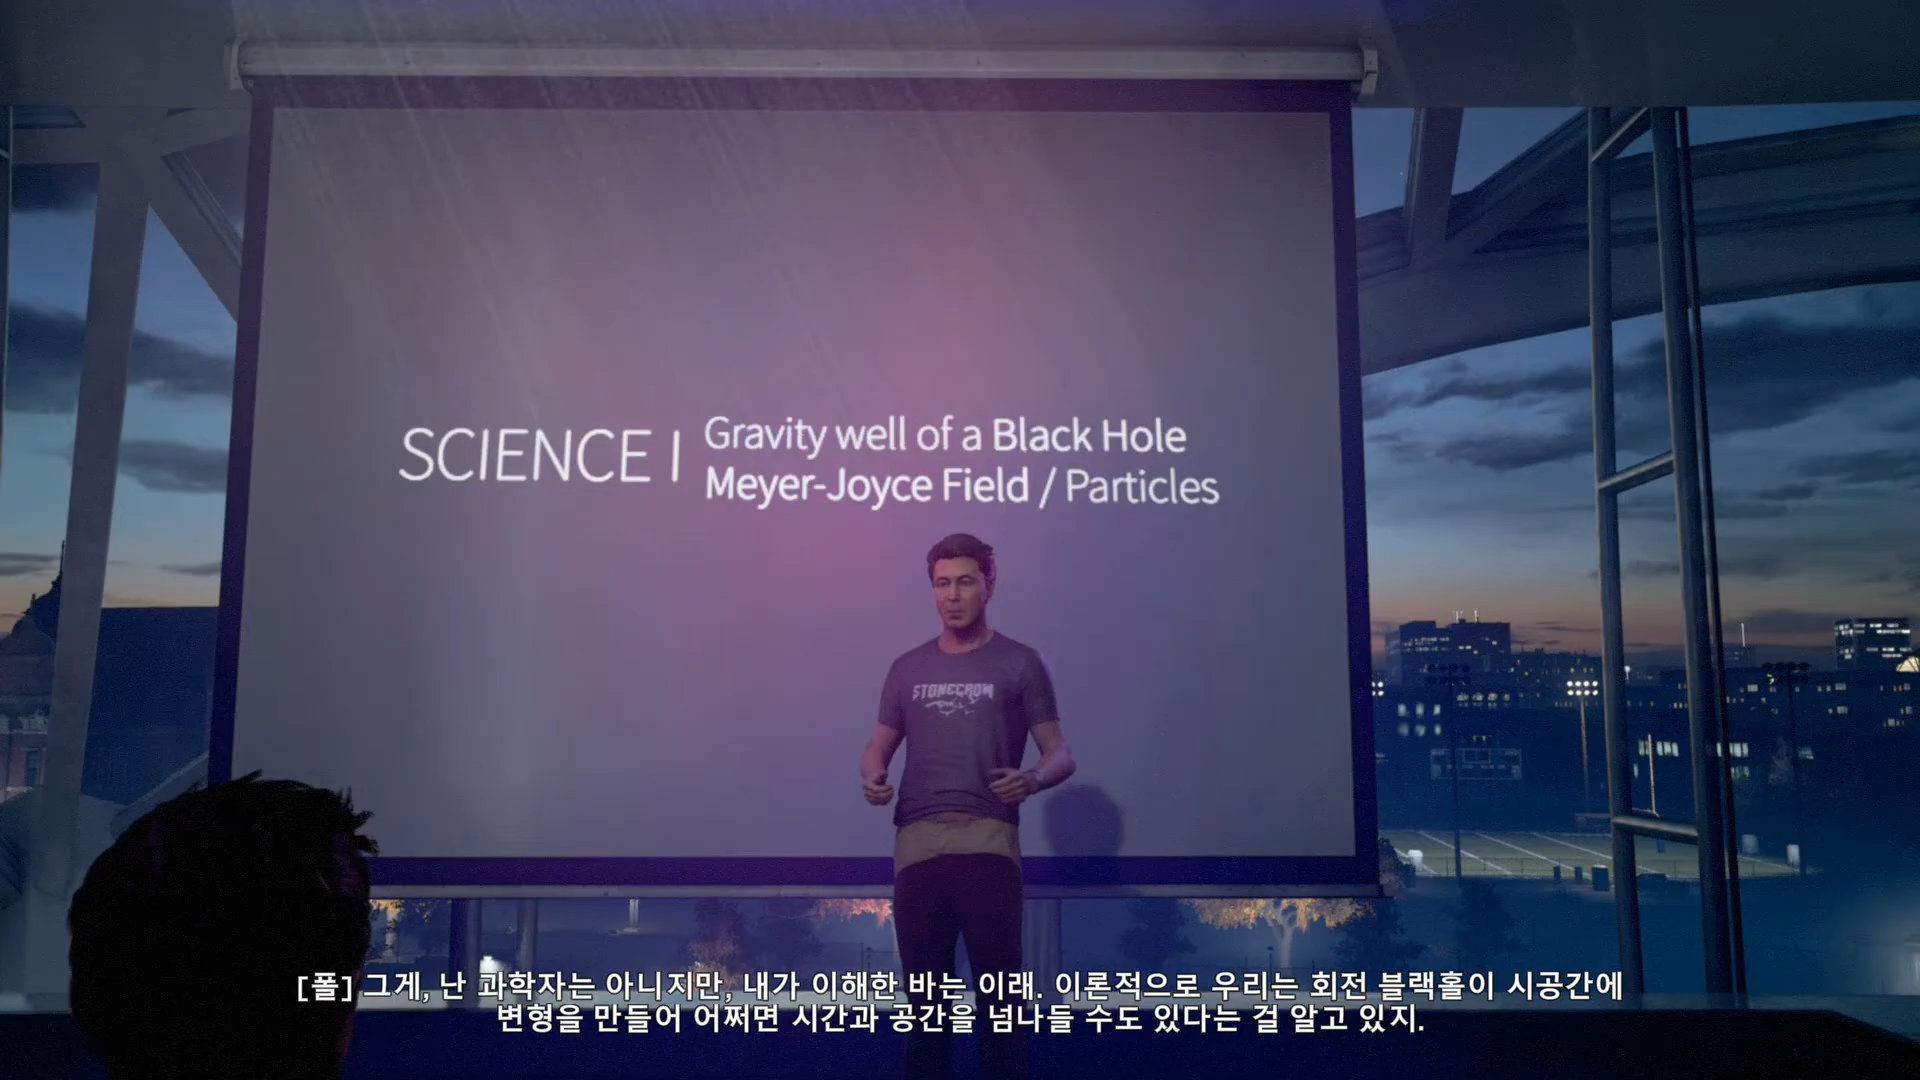 SCIENCE |
Gravity well of a Black Hole
Meyer-Joyce Field / Particles
STONECROW
[폴] 그게, 난 과학자는 아니지만, 내가 이해한 바는 이래. 이론적으로 우리는 회전 블랙홀이 시공간에
변형을 만들어 어쩌면 시간과 공간을 넘나들 수도 있다는 걸 알고 있지.